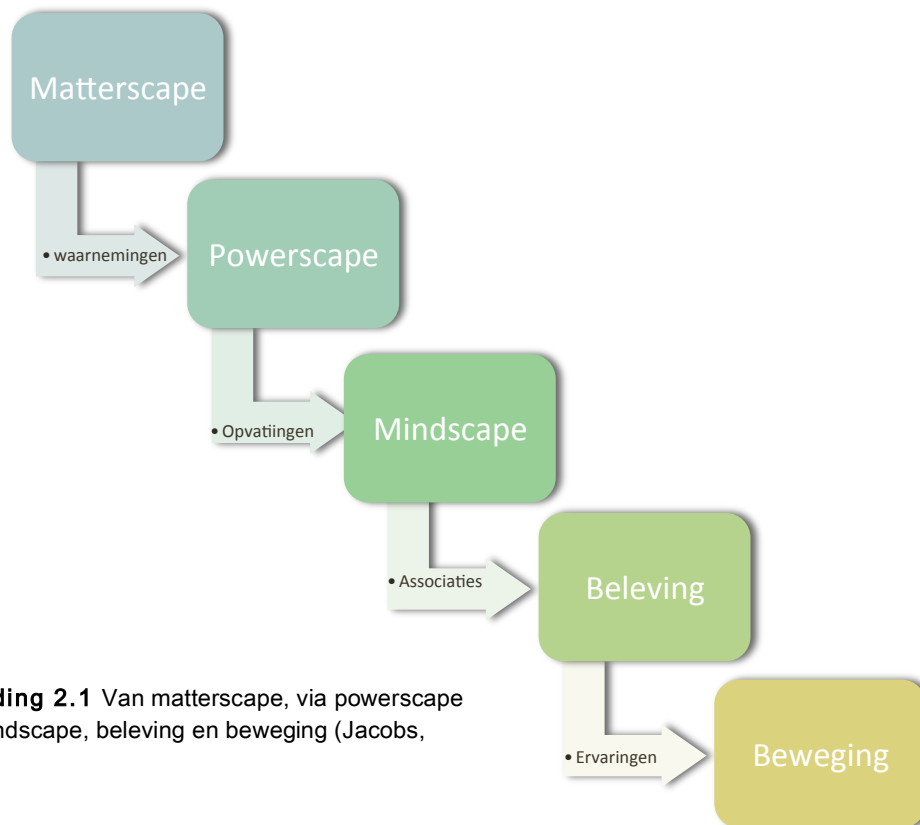 Matterscape
• waarnemingen
Powerscape
• Opvattingen
Mindscape
• Associaties
Beleving
ding 2.1 Van matterscape, via powerscape
ndscape, beleving en beweging (Jacobs,
• Ervaringen
Beweging